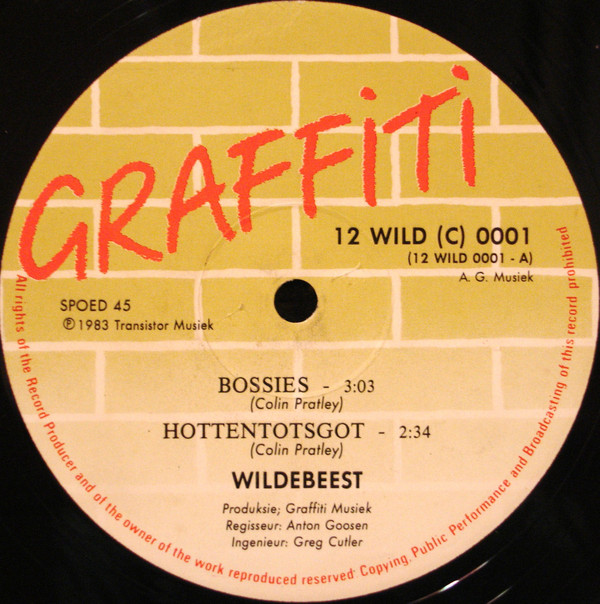 GRAFFiTi
12 WILD (C) 0001
(12 WILD 0001 - A)
A. G. Musiek
SPOED 45
℗ 1983 Transistor Musiek
BOSSIES - 3:03
(Colin Pratley)
HOTTENTOTSGOT - 2:34
(Colin Pratley)
WILDEBEEST
Produksie; Graffiti Musiek
Regisseur: Anton Goosen
Ingenieur: Greg Cutler
All rights of the Record Producer and of the owner of the work reproduced reserved. Copying, Public Performance and Broadcasting of this record prohibited